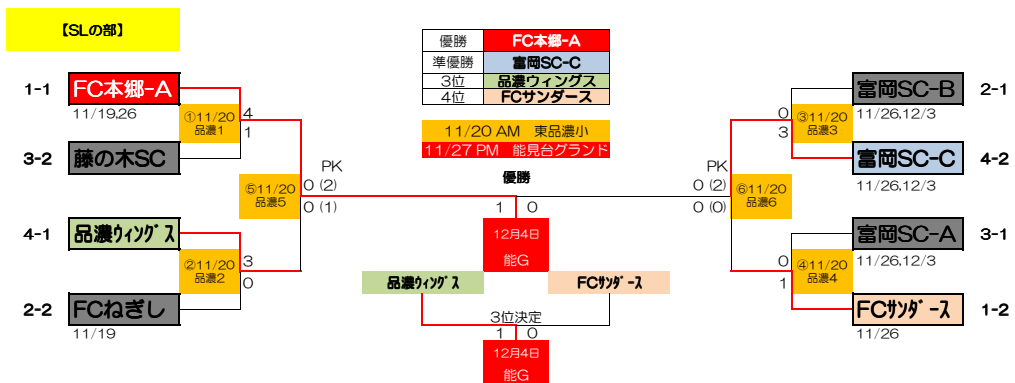 【SLの部】
優勝 FC本郷-A
準優勝 富岡SC-C
3位 品濃ウィングス
4位 FCサンダース
11/20 AM 東品濃小
11/27 PM 能見台グランド
1-1 FC本郷-A
11/19.26
①11/20
品濃1
4
1
3-2 藤の木SC
⑤11/20
品濃5
PK
0 (2)
0 (1)
4-1 品濃ｳｨﾝｸﾞｽ
②11/20
品濃2
3
0
2-2 FCねぎし
11/19
優勝
1 0
12月4日
能G
品濃ｳｨﾝｸﾞｽ
FCｻﾝﾀﾞｰｽ
3位決定
1 0
12月4日
能G
富岡SC-B 2-1
11/26.12/3
0
3
③11/20
品濃3
富岡SC-C 4-2
11/26.12/3
PK
0 (2)
0 (0)
⑥11/20
品濃6
富岡SC-A 3-1
11/26.12/3
0
1
④11/20
品濃4
FCｻﾝﾀﾞｰｽ 1-2
11/26